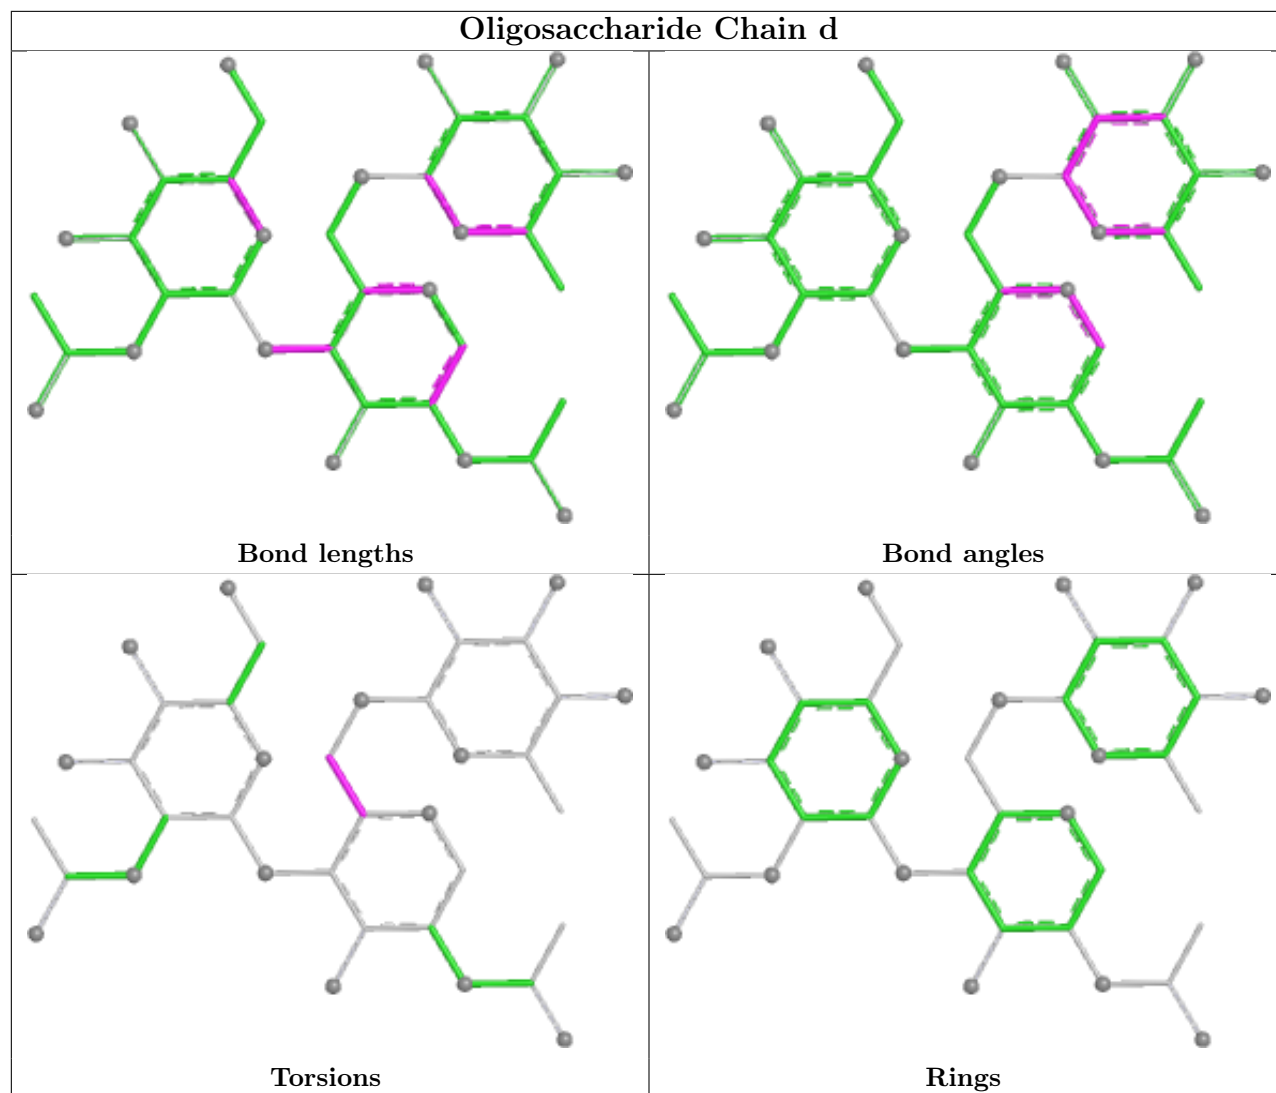 Oligosaccharide Chain d
Bond lengths
Bond angles
Torsions
Rings